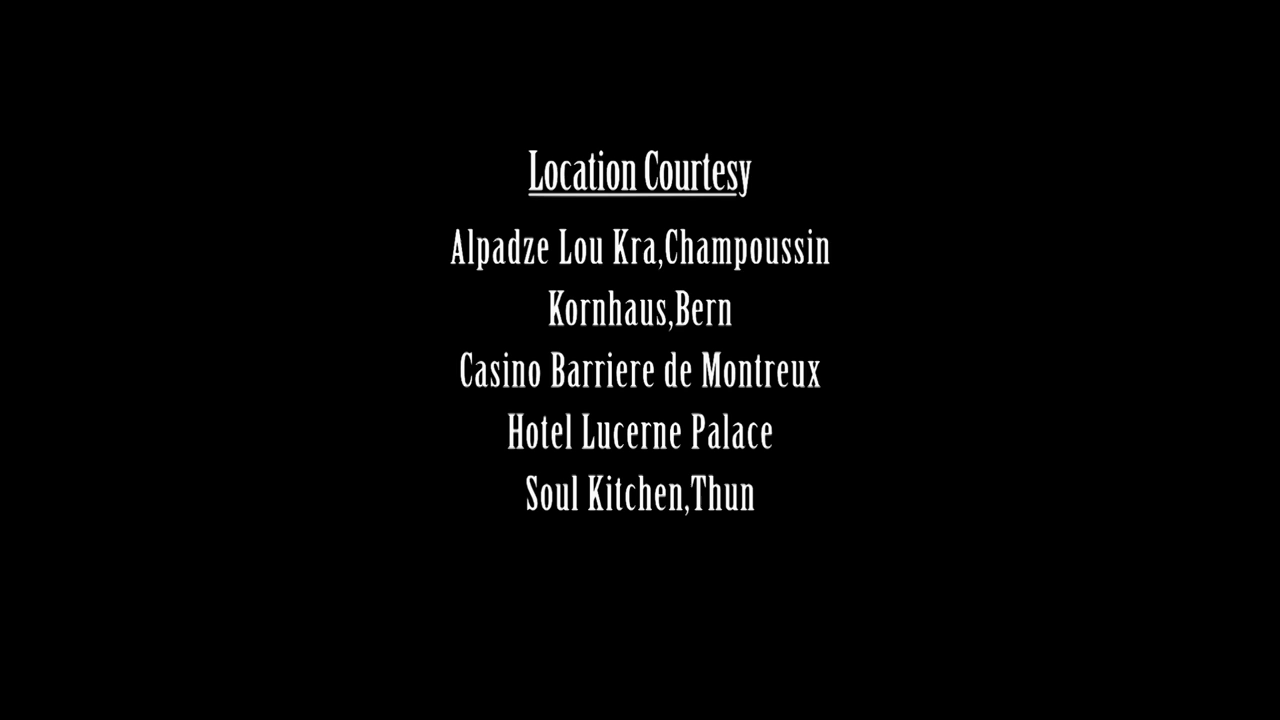 Location Courtesy
Alpadze Lou Kra,Champoussin
Kornhaus,Bern
Casino Barriere de Montreux
Hotel Lucerne Palace
Soul Kitchen,Thun